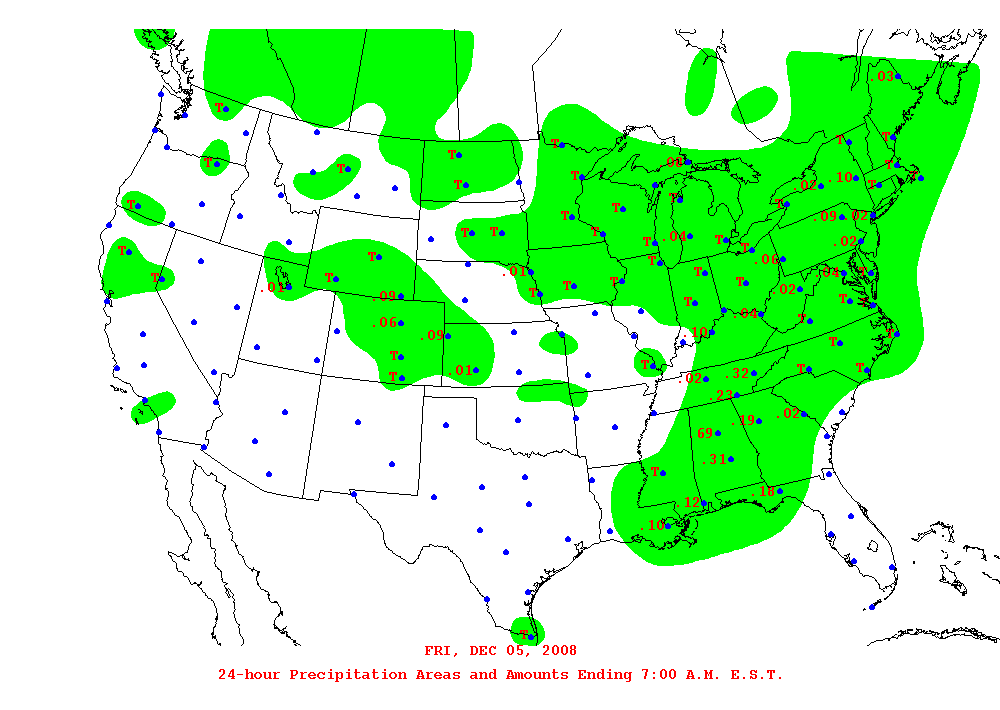 .03
T
T
T
T
T
.08
T
T
T
T
.02
.10
T
T
T
T
T
T
.09
.02
T
T
T
T
.04
T
.02
T
T
T
.06
T
.01
T
.04
T
.01
T
T
T
T
.02
.09
T
T
.04
.06
T
.09
.10
T
T
T
T
.01
T
T
.02
.32
T
.23
.19
.02
69
.31
T
.18
.12
.10
T
FRI, DEC 05, 2008
24-hour Precipitation Areas and Amounts Ending 7:00 A.M. E.S.T.